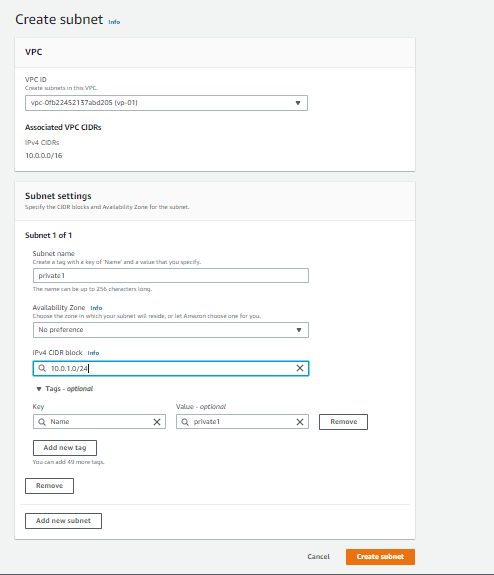 Create subnet Info
VPC
VPC ID
Create subnets in this VPC.
vpc-0fb22452137abd205 (vp-01)
Associated VPC CIDRs
IPv4 CIDRs
10.0.0.0/16
Subnet settings
Specify the CIDR blocks and Availability Zone for the subnet.
Subnet 1 of 1
Subnet name
Create a tag with a key of 'Name' and a value that you specify.
private1
The name can be up to 256 characters long.
Availability Zone Info
Choose the zone in which your subnet will reside, or let Amazon choose one for you.
No preference
IPv4 CIDR block Info
10.0.1.0/24
Tags - optional
Key Value - optional
Name private1 Remove
Add new tag
You can add 49 more tags.
Remove
Add new subnet
Cancel Create subnet